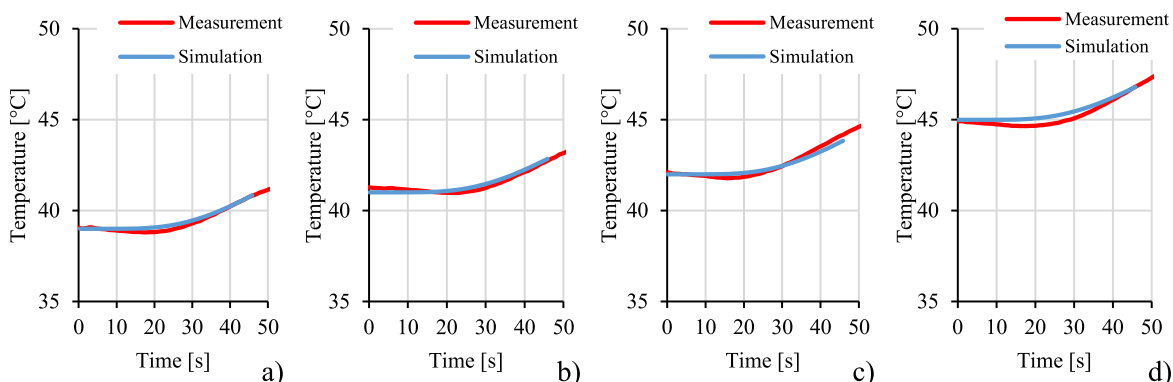 Measurement
Simulation
Temperature [°C]
50
45
40
35
0 10 20 30 40 50
Time [s]
a)
Measurement
Simulation
Temperature [°C]
50
45
40
35
0 10 20 30 40 50
Time [s]
b)
Measurement
Simulation
Temperature [°C]
50
45
40
35
0 10 20 30 40 50
Time [s]
c)
Measurement
Simulation
Temperature [°C]
50
45
40
35
0 10 20 30 40 50
Time [s]
d)